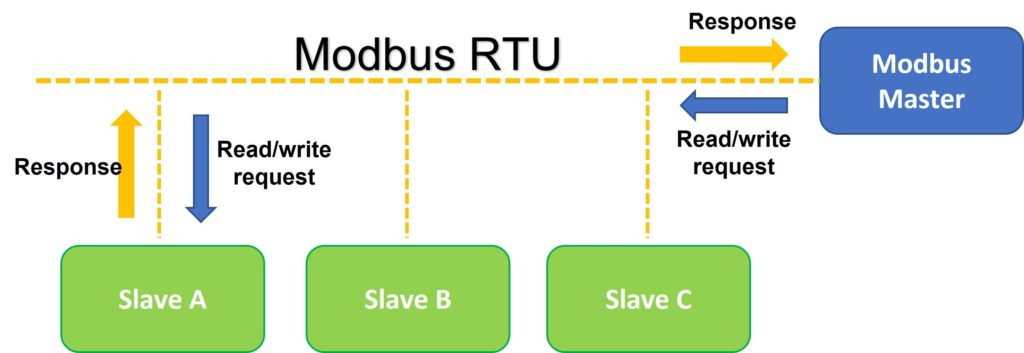 Response
Modbus RTU
Modbus
Master
Read/write
request
Response
Read/write
request
Slave A
Slave B
Slave C